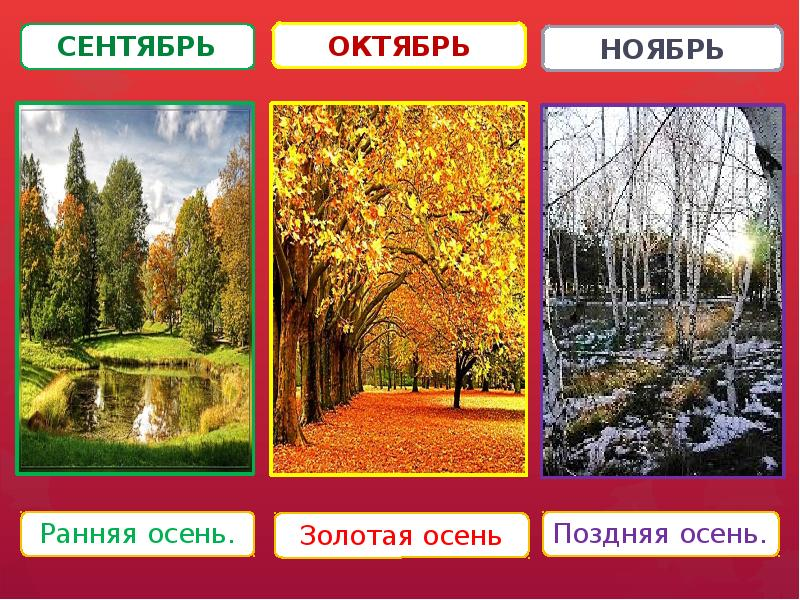 СЕНТЯБРЬ
ОКТЯБРЬ
НОЯБРЬ
Ранняя осень.
Золотая осень
Поздняя осень.